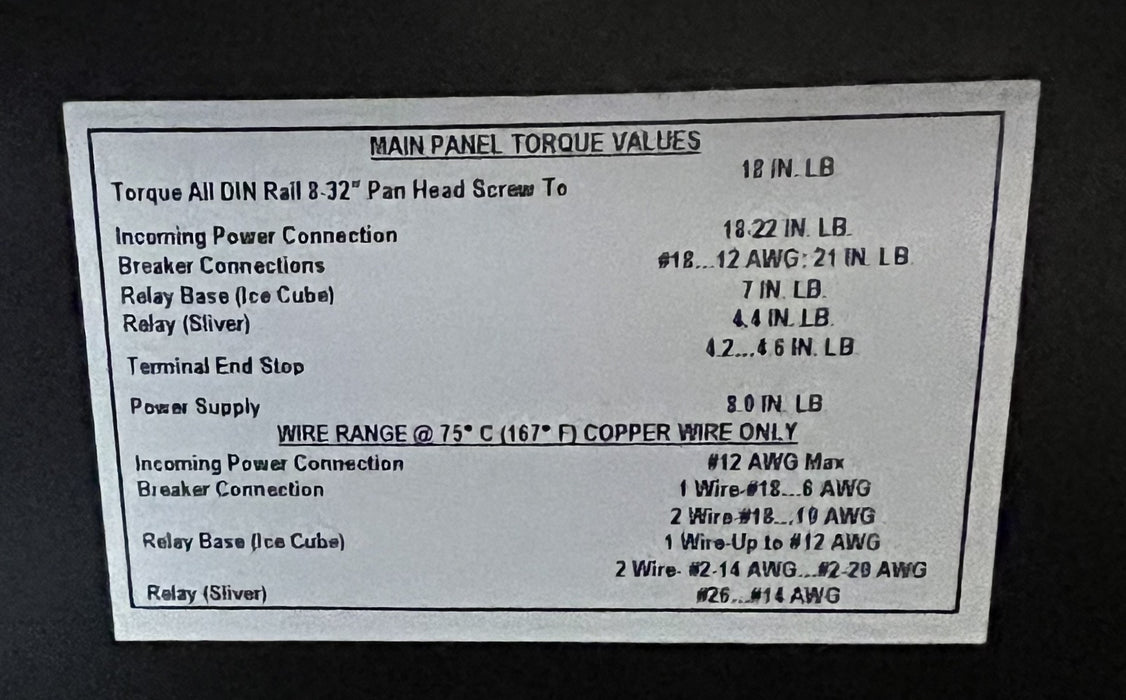 MAIN PANEL TORQUE VALUES
Torque All DIN Rail 8-32" Pan Head Screw To 18 IN. LB
Incoming Power Connection 18-22 IN. LB.
Breaker Connections #18...12 AWG: 21 IN. LB.
Relay Base (Ice Cube) 7 IN. LB.
Relay (Sliver) 4.4 IN. LB.
Terminal End Stop 4.2...4.6 IN. LB
Power Supply 8.0 IN. LB
WIRE RANGE @ 75° C (167° F) COPPER WIRE ONLY
Incoming Power Connection #12 AWG Max
Breaker Connection 1 Wire-#18...6 AWG
2 Wire-#18...10 AWG
Relay Base (Ice Cube) 1 Wire-Up to #12 AWG
2 Wire- #2-14 AWG...#2-20 AWG
Relay (Sliver) #26...#14 AWG